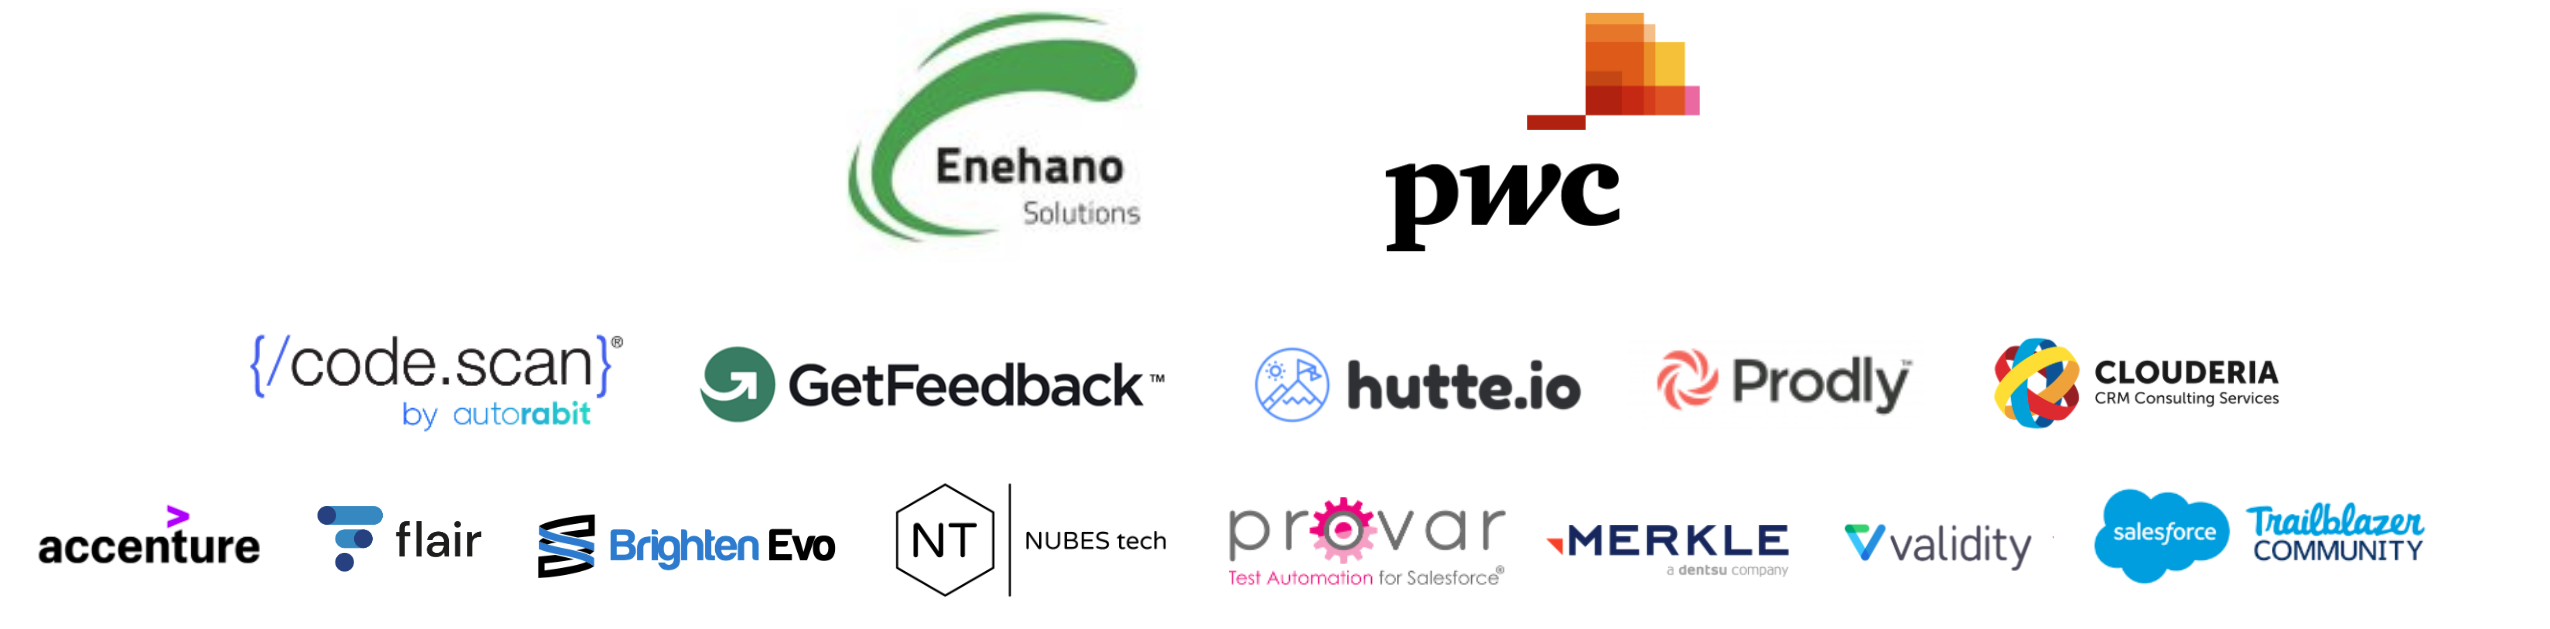 Enehano
Solutions
pwc
{/code.scan}®
by autorabit
GetFeedback™
hutte.io
Prodly™
CLOUDERIA
CRM Consulting Services
accenture
flair
Brighten Evo
NT
NUBES tech
provar
Test Automation for Salesforce®
MERKLE
a dentsu company
validity
salesforce
Trailblazer
COMMUNITY